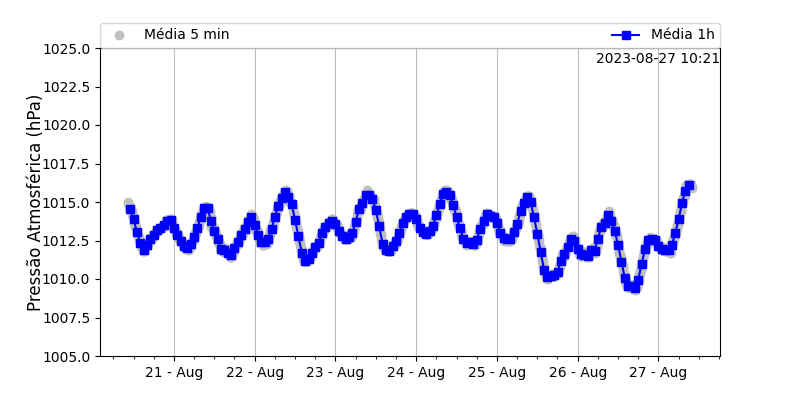 Média 5 min
Média 1h
2023-08-27 10:21
Pressão Atmosférica (hPa)
1025.0
1022.5
1020.0
1017.5
1015.0
1012.5
1010.0
1007.5
1005.0
21 - Aug
22 - Aug
23 - Aug
24 - Aug
25 - Aug
26 - Aug
27 - Aug